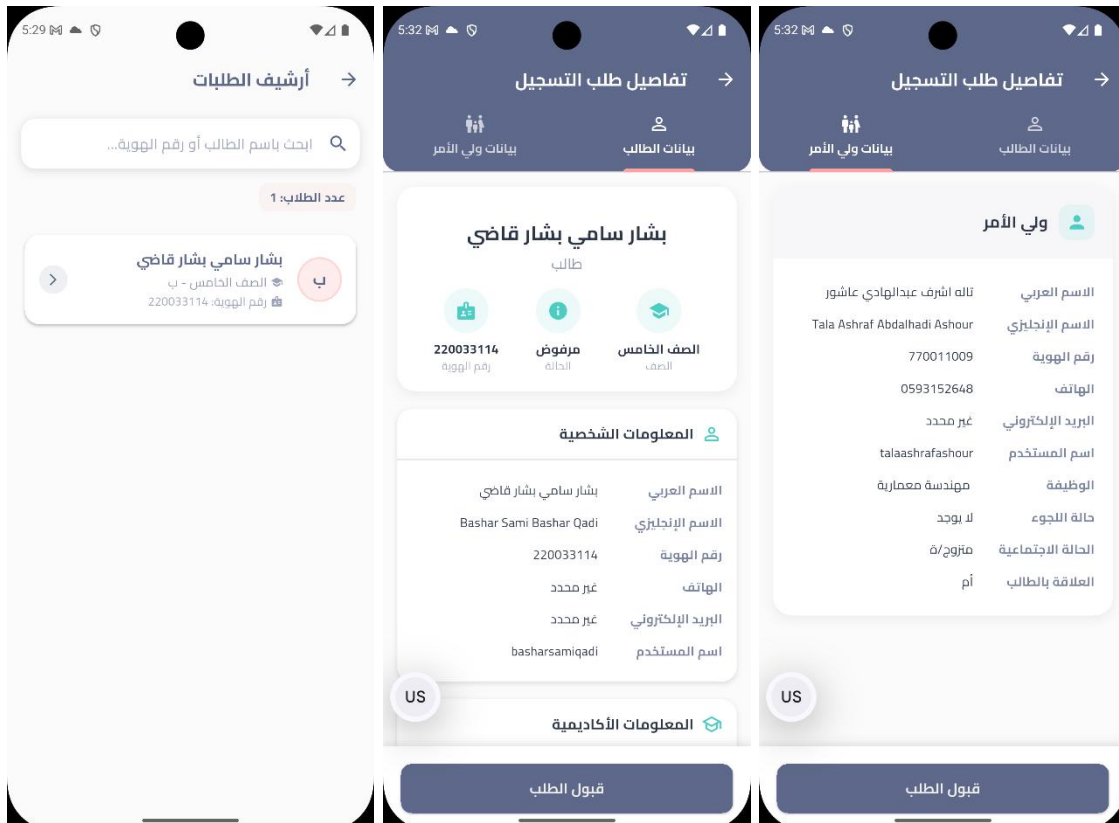 5:29
أرشيف الطلبات
ابحث باسم الطالب أو رقم الهوية...
عدد الطلاب: 1
ب
بشار سامي بشار قاضي
الصف الخامس - ب
رقم الهوية: 220033114
5:32
تفاصيل طلب التسجيل
بيانات الطالب
بيانات ولي الأمر
بشار سامي بشار قاضي
طالب
الصف الخامس
الصف
مرفوض
الحالة
220033114
رقم الهوية
المعلومات الشخصية
الاسم العربي بشار سامي بشار قاضي
الاسم الإنجليزي Bashar Sami Bashar Qadi
رقم الهوية 220033114
الهاتف غير محدد
البريد الإلكتروني غير محدد
اسم المستخدم basharsamiqadi
US
المعلومات الأكاديمية
قبول الطلب
5:32
تفاصيل طلب التسجيل
بيانات الطالب
بيانات ولي الأمر
ولي الأمر
الاسم العربي تاله اشرف عبدالهادي عاشور
الاسم الإنجليزي Tala Ashraf Abdalhadi Ashour
رقم الهوية 770011009
الهاتف 0593152648
البريد الإلكتروني غير محدد
اسم المستخدم talaashrafashour
الوظيفة مهندسة معمارية
حالة اللجوء لا يوجد
الحالة الاجتماعية متزوج/ة
العلاقة بالطالب أم
US
قبول الطلب